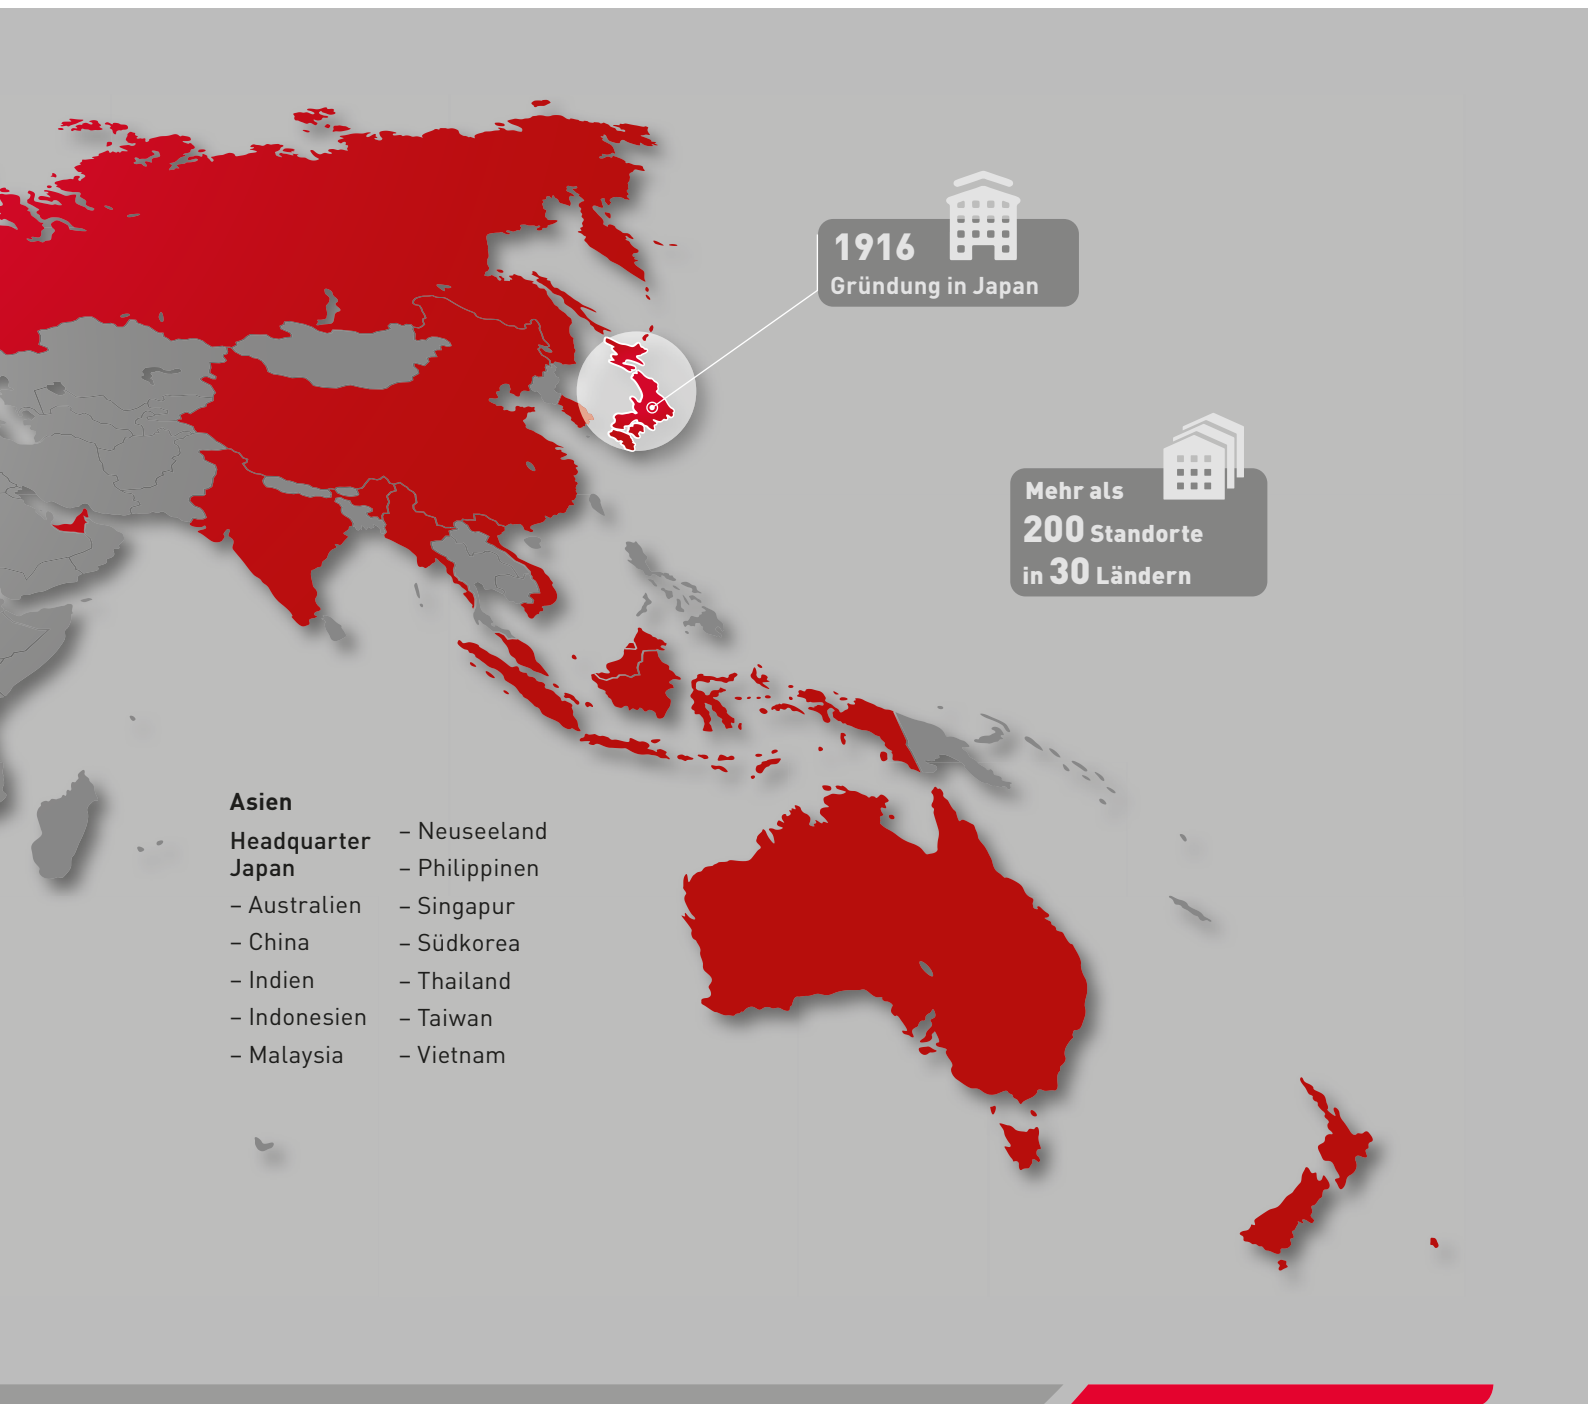 1916
Gründung in Japan
Mehr als
200 Standorte
in 30 Ländern
Asien
Headquarter
Japan
– Australien
– China
– Indien
– Indonesien
– Malaysia
– Neuseeland
– Philippinen
– Singapur
– Südkorea
– Thailand
– Taiwan
– Vietnam